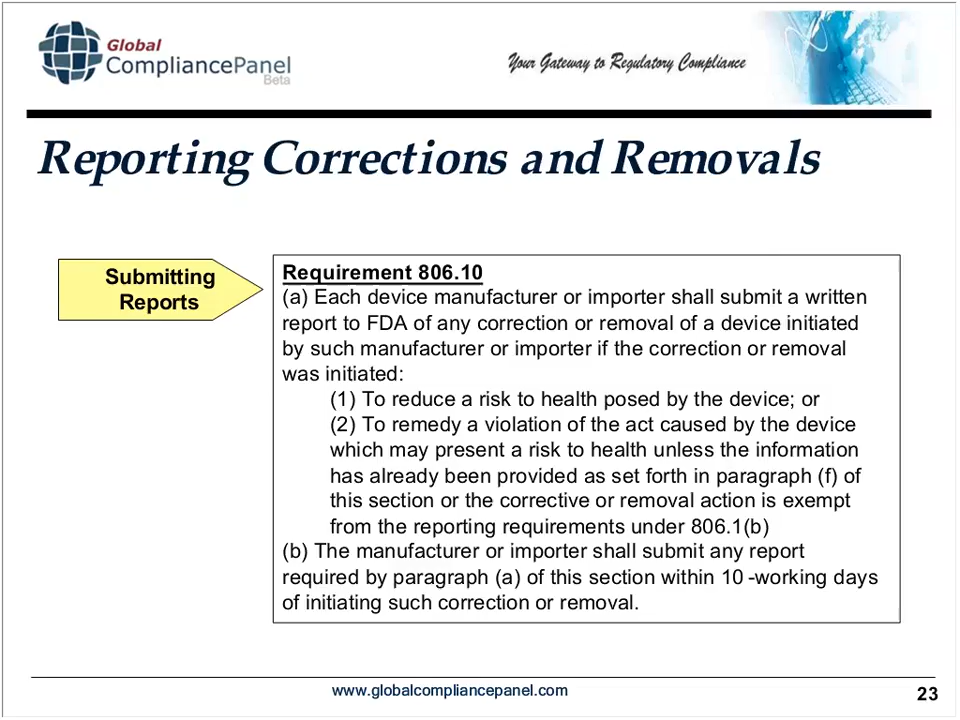 Global
CompliancePanel
Beta
Your Gateway to Regulatory Compliance
Reporting Corrections and Removals
Submitting
Reports
Requirement 806.10
(a) Each device manufacturer or importer shall submit a written
report to FDA of any correction or removal of a device initiated
by such manufacturer or importer if the correction or removal
was initiated:
(1) To reduce a risk to health posed by the device; or
(2) To remedy a violation of the act caused by the device
which may present a risk to health unless the information
has already been provided as set forth in paragraph (f) of
this section or the corrective or removal action is exempt
from the reporting requirements under 806.1(b)
(b) The manufacturer or importer shall submit any report
required by paragraph (a) of this section within 10 -working days
of initiating such correction or removal.
www.globalcompliancepanel.com
23